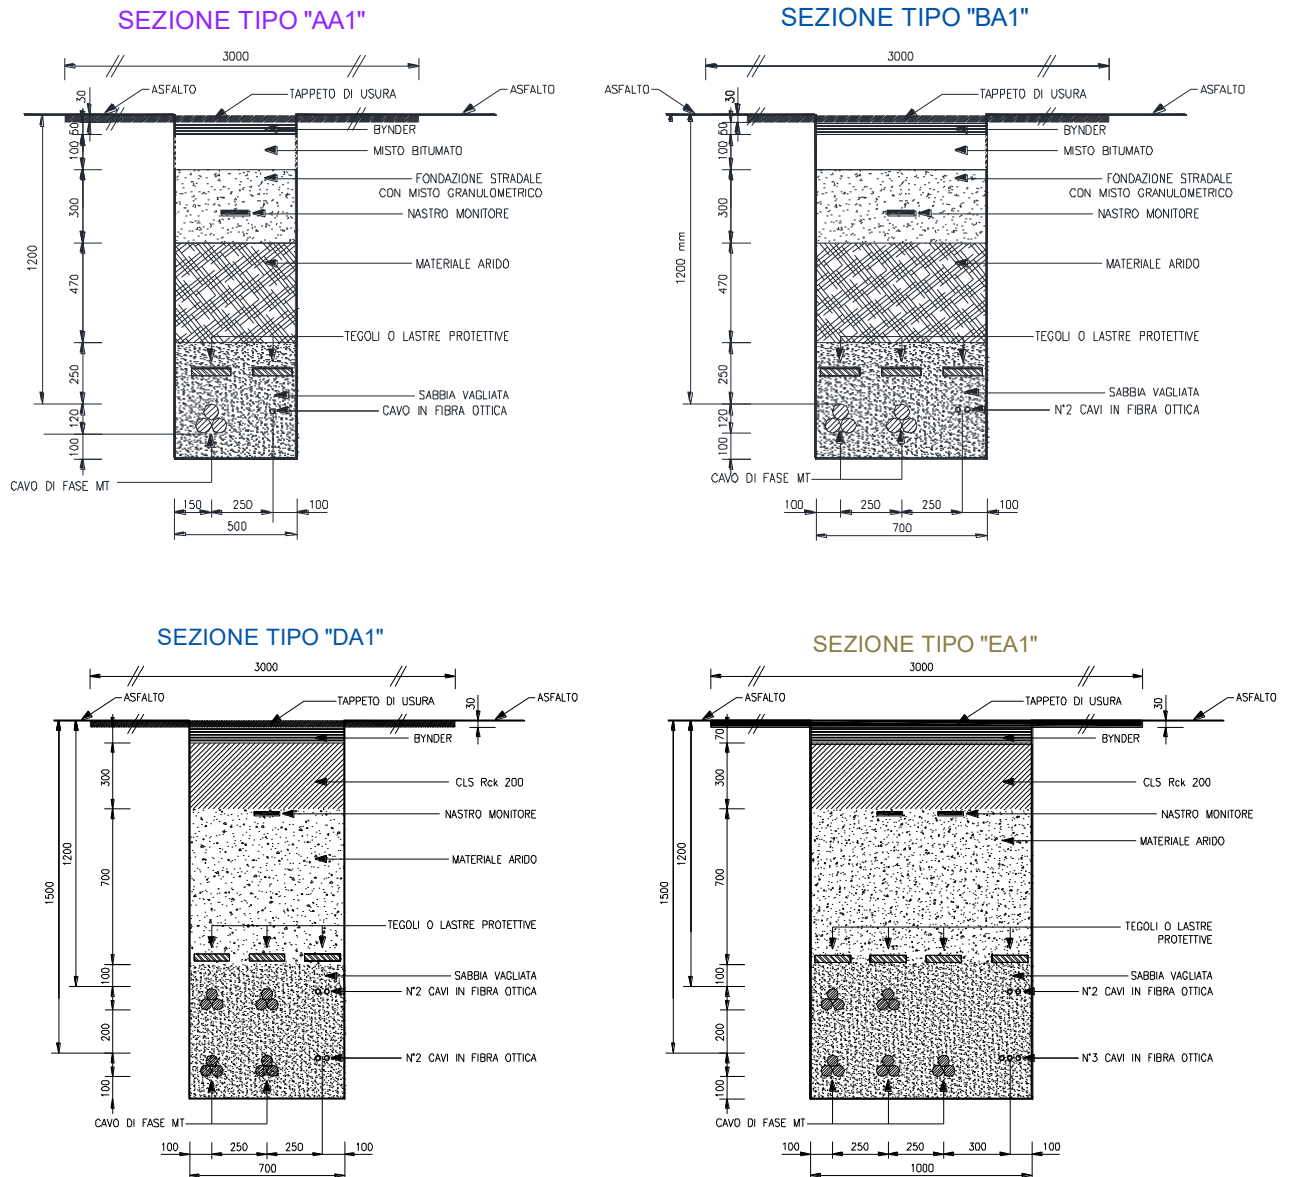 SEZIONE TIPO "AA1"
3000
30
ASFALTO
TAPPETO DI USURA
ASFALTO
60
BYNDER
100
MISTO BITUMATO
FONDAZIONE STRADALE
CON MISTO GRANULOMETRICO
300
NASTRO MONITORE
1200
MATERIALE ARIDO
470
TEGOLI O LASTRE PROTETTIVE
250
SABBIA VAGLIATA
CAVO IN FIBRA OTTICA
120
100
CAVO DI FASE MT
150
250
100
500
SEZIONE TIPO "BA1"
3000
ASFALTO
30
TAPPETO DI USURA
ASFALTO
60
BYNDER
100
MISTO BITUMATO
FONDAZIONE STRADALE
CON MISTO GRANULOMETRICO
300
NASTRO MONITORE
1200 mm
MATERIALE ARIDO
470
TEGOLI O LASTRE PROTETTIVE
250
SABBIA VAGLIATA
N°2 CAVI IN FIBRA OTTICA
120
100
CAVO DI FASE MT
100
250
250
100
700
SEZIONE TIPO "DA1"
3000
ASFALTO
TAPPETO DI USURA
30
ASFALTO
BYNDER
300
CLS Rck 200
NASTRO MONITORE
1200
1500
MATERIALE ARIDO
700
TEGOLI O LASTRE PROTETTIVE
100
SABBIA VAGLIATA
N°2 CAVI IN FIBRA OTTICA
200
N°2 CAVI IN FIBRA OTTICA
100
CAVO DI FASE MT
100
250
250
100
700
SEZIONE TIPO "EA1"
3000
ASFALTO
TAPPETO DI USURA
30
ASFALTO
70
BYNDER
300
CLS Rck 200
NASTRO MONITORE
1200
1500
MATERIALE ARIDO
700
TEGOLI O LASTRE
PROTETTIVE
100
SABBIA VAGLIATA
N°2 CAVI IN FIBRA OTTICA
200
N°3 CAVI IN FIBRA OTTICA
100
CAVO DI FASE MT
100
250
250
300
100
1000